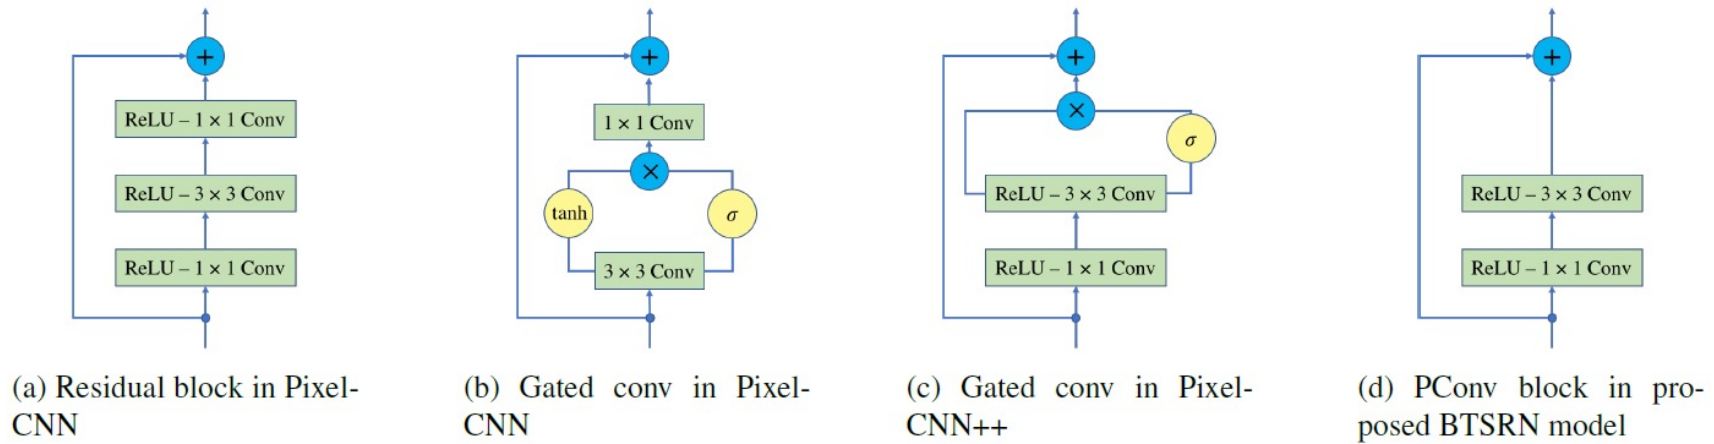 +
ReLU – 1 × 1 Conv
ReLU – 3 × 3 Conv
ReLU – 1 × 1 Conv
(a) Residual block in Pixel-
CNN
+
1 × 1 Conv
×
tanh
σ
3 × 3 Conv
(b) Gated conv in Pixel-
CNN
+
×
σ
ReLU – 3 × 3 Conv
ReLU – 1 × 1 Conv
(c) Gated conv in Pixel-
CNN++
+
ReLU – 3 × 3 Conv
ReLU – 1 × 1 Conv
(d) PConv block in pro-
posed BTSRN model